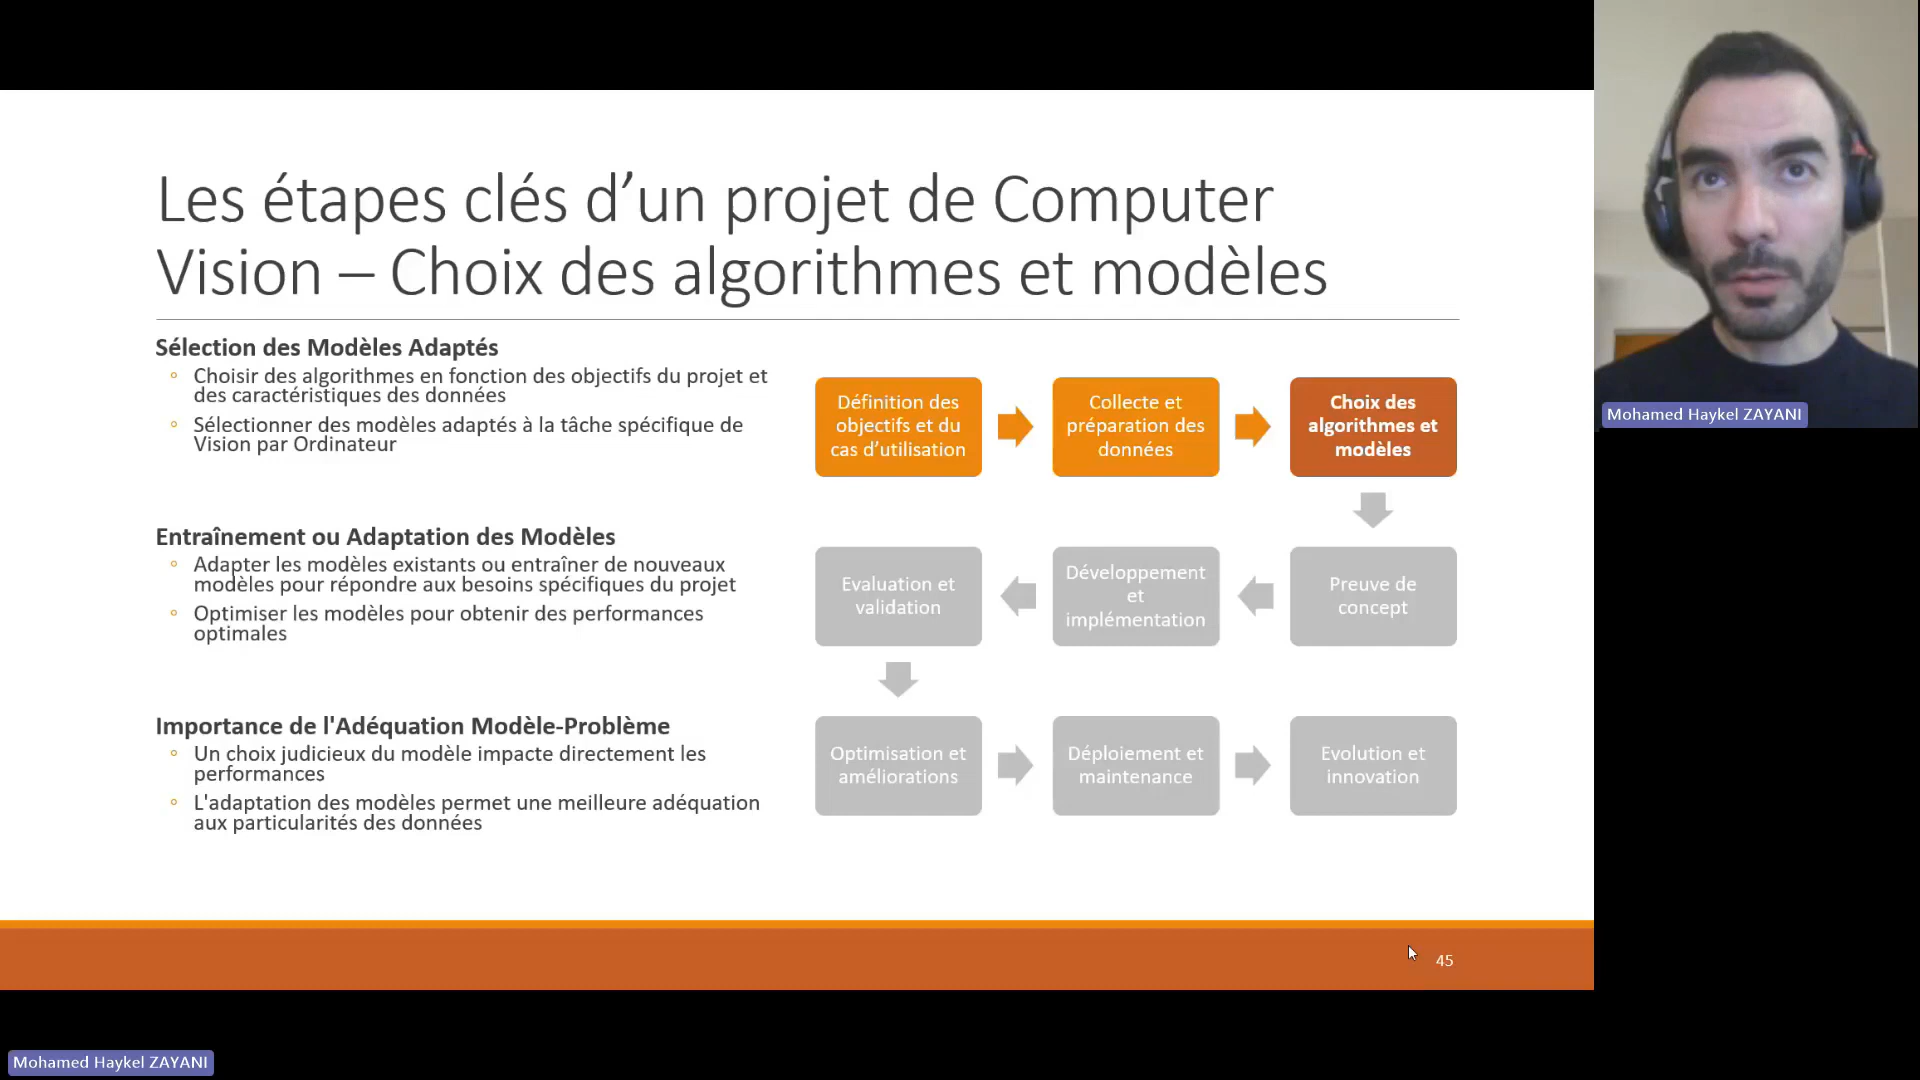 Les étapes clés d’un projet de Computer
Vision – Choix des algorithmes et modèles
Sélection des Modèles Adaptés
Choisir des algorithmes en fonction des objectifs du projet et
des caractéristiques des données
Sélectionner des modèles adaptés à la tâche spécifique de
Vision par Ordinateur
Entraînement ou Adaptation des Modèles
Adapter les modèles existants ou entraîner de nouveaux
modèles pour répondre aux besoins spécifiques du projet
Optimiser les modèles pour obtenir des performances
optimales
Importance de l'Adéquation Modèle-Problème
Un choix judicieux du modèle impacte directement les
performances
L'adaptation des modèles permet une meilleure adéquation
aux particularités des données
Définition des
objectifs et du
cas d’utilisation
Collecte et
préparation des
données
Choix des
algorithmes et
modèles
Preuve de
concept
Développement
et
implémentation
Evaluation et
validation
Optimisation et
améliorations
Déploiement et
maintenance
Evolution et
innovation
45
Mohamed Haykel ZAYANI
Mohamed Haykel ZAYANI